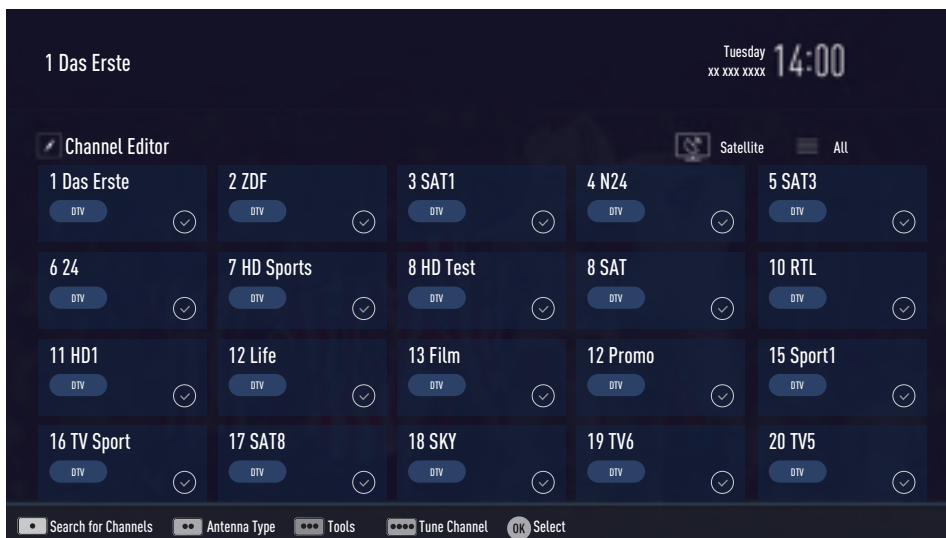 1 Das Erste
Tuesday
xx xxx xxxx
14:00
Channel Editor
Satellite
All
1 Das Erste
2 ZDF
3 SAT1
4 N24
5 SAT3
DTV
DTV
DTV
DTV
DTV
6 24
7 HD Sports
8 HD Test
8 SAT
10 RTL
DTV
DTV
DTV
DTV
DTV
11 HD1
12 Life
13 Film
12 Promo
15 Sport1
DTV
DTV
DTV
DTV
DTV
16 TV Sport
17 SAT8
18 SKY
19 TV6
20 TV5
DTV
DTV
DTV
DTV
DTV
Search for Channels
Antenna Type
Tools
Tune Channel
OK Select